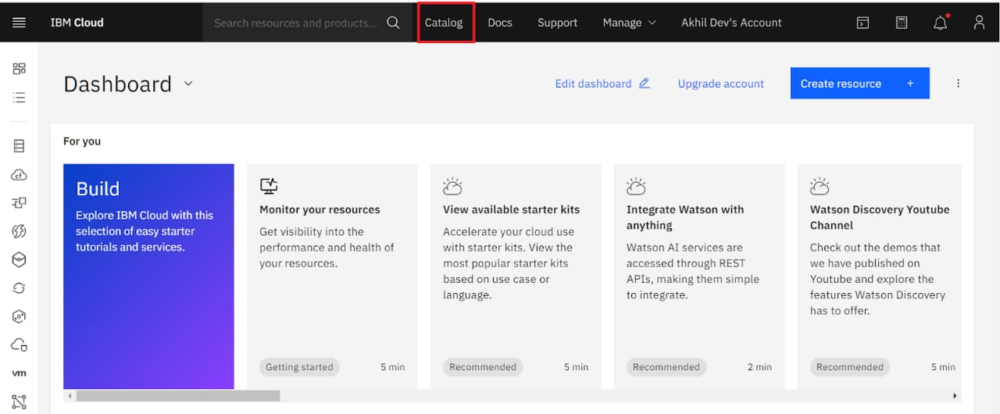 IBM Cloud
Search resources and products...
Catalog
Docs
Support
Manage
Akhil Dev's Account
Dashboard
Edit dashboard
Upgrade account
Create resource +
For you
Build
Explore IBM Cloud with this
selection of easy starter
tutorials and services.
Monitor your resources
Get visibility into the
performance and health of
your resources.
Getting started
5 min
View available starter kits
Accelerate your cloud use
with starter kits. View the
most popular starter kits
based on use case or
language.
Recommended
5 min
Integrate Watson with
anything
Watson AI services are
accessed through REST
APIs, making them simple
to integrate.
Recommended
2 min
Watson Discovery Youtube
Channel
Check out the demos that
we have published on
Youtube and explore the
features Watson Discovery
has to offer.
Recommended
5 min
cf
vm